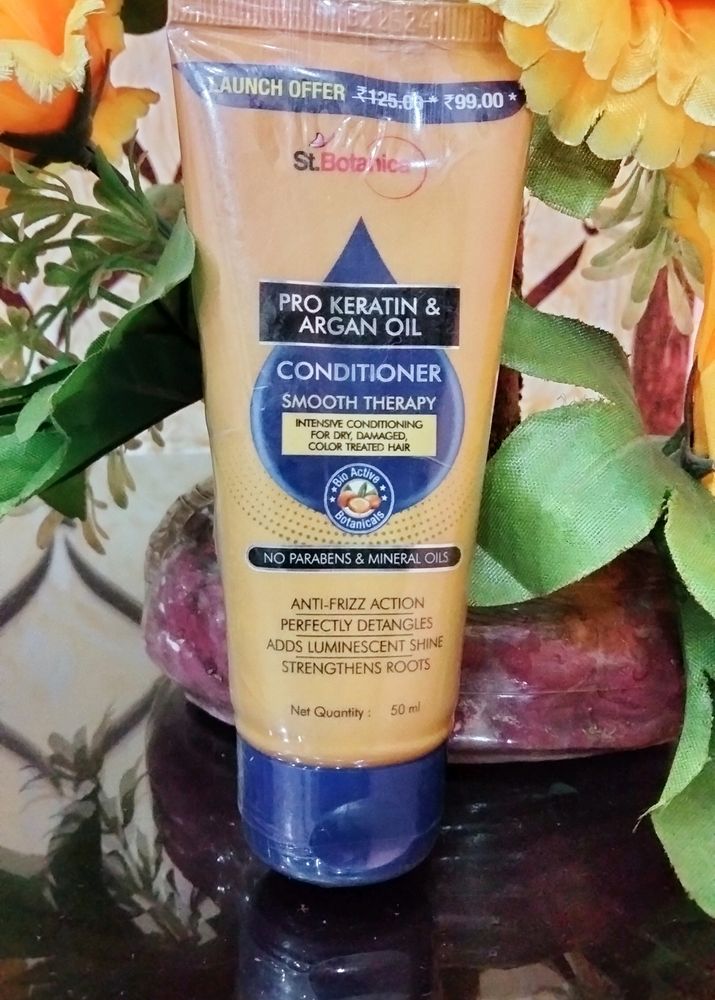 LAUNCH OFFER ₹125.00* ₹99.00*
St.Botanica
PRO KERATIN &
ARGAN OIL
CONDITIONER
SMOOTH THERAPY
INTENSIVE CONDITIONING
FOR DRY, DAMAGED,
COLOR TREATED HAIR
Bio Active
Botanicals
NO PARABENS & MINERAL OILS
ANTI-FRIZZ ACTION
PERFECTLY DETANGLES
ADDS LUMINESCENT SHINE
STRENGTHENS ROOTS
Net Quantity : 50 ml